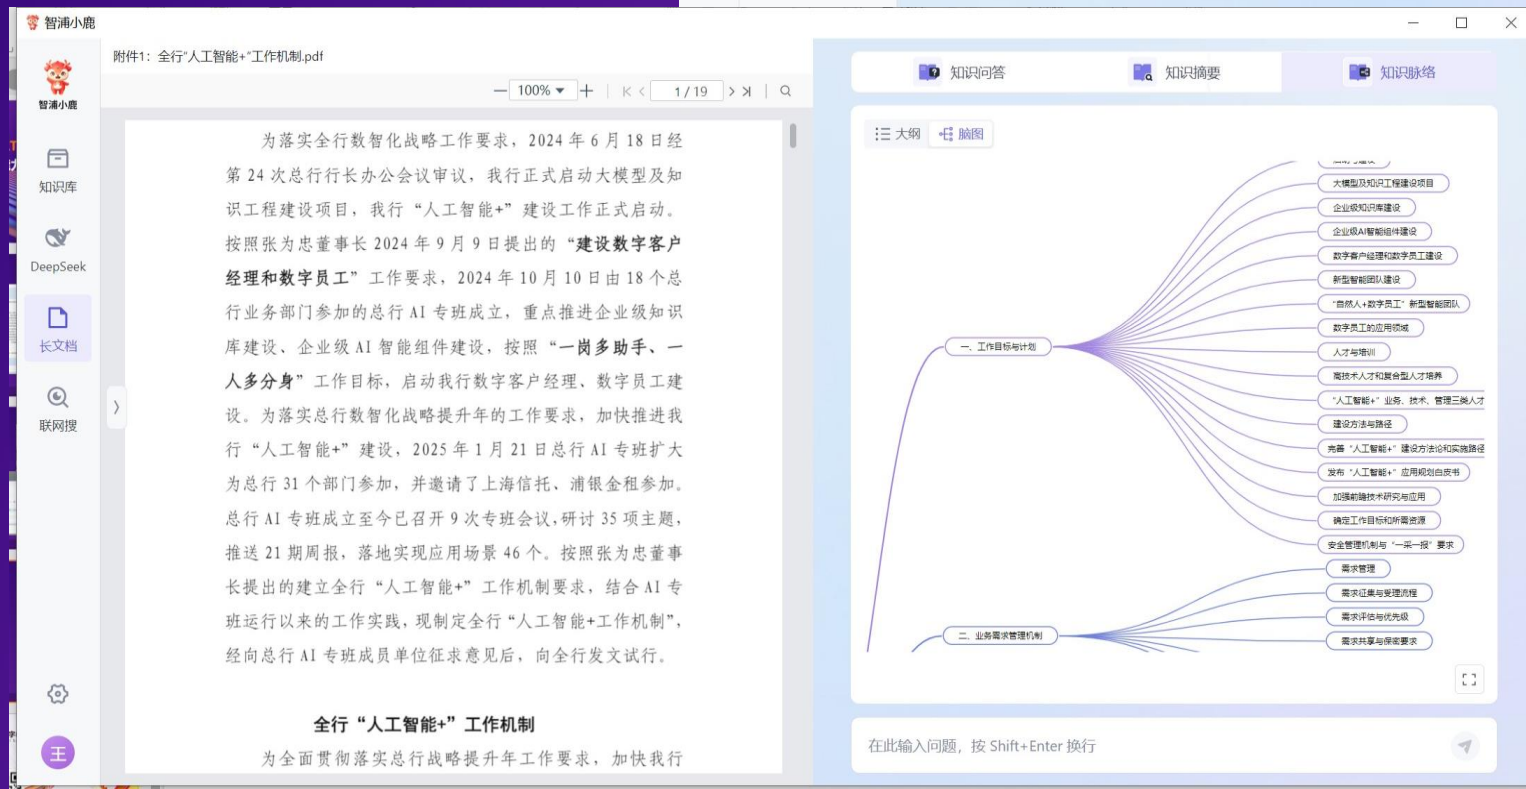 智浦小鹿
智浦小鹿
知识库
DeepSeek
长文档
联网搜
王
附件1：全行"人工智能+"工作机制.pdf
100%
1 / 19
为落实全行数智化战略工作要求，2024 年 6 月 18 日经
第 24 次总行行长办公会议审议，我行正式启动大模型及知
识工程建设项目，我行“人工智能+”建设工作正式启动。
按照张为忠董事长 2024 年 9 月 9 日提出的“建设数字客户
经理和数字员工”工作要求，2024 年 10 月 10 日由 18 个总
行业务部门参加的总行 AI 专班成立，重点推进企业级知识
库建设、企业级 AI 智能组件建设，按照“一岗多助手、一
人多分身”工作目标，启动我行数字客户经理、数字员工建
设。为落实总行数智化战略提升年的工作要求，加快推进我
行“人工智能+”建设，2025 年 1 月 21 日总行 AI 专班扩大
为总行 31 个部门参加，并邀请了上海信托、浦银金租参加。
总行 AI 专班成立至今已召开 9 次专班会议，研讨 35 项主题，
推送 21 期周报，落地实现应用场景 46 个。按照张为忠董事
长提出的建立全行“人工智能+”工作机制要求，结合 AI 专
班运行以来的工作实践，现制定全行“人工智能+工作机制”，
经向总行 AI 专班成员单位征求意见后，向全行发文试行。
全行“人工智能+”工作机制
为全面贯彻落实总行战略提升年工作要求，加快我行
知识问答
知识摘要
知识脉络
大纲
脑图
一、工作目标与计划
大模型及知识工程建设项目
企业级知识库建设
企业级AI智能组件建设
数字客户经理和数字员工建设
新型智能团队建设
“自然人+数字员工”新型智能团队
数字员工的应用领域
人才与培训
高技术人才和复合型人才培养
“人工智能+”业务、技术、管理三类人才
建设方法与路径
完善“人工智能+”建设方法论和实施路径
发布“人工智能+”应用规划白皮书
加强前瞻技术研究与应用
确定工作目标和所需资源
安全管理机制与“一采一报”要求
二、业务需求管理机制
需求管理
需求征集与受理流程
需求评估与优先级
需求共享与保密要求
在此输入问题，按 Shift+Enter 换行